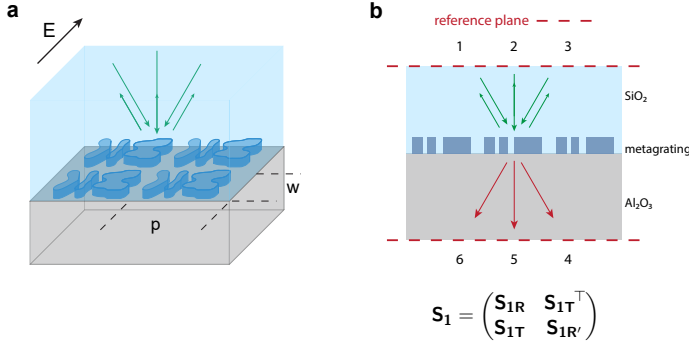 a
E
w
p
b
reference plane
1 2 3
SiO₂
metagrating
Al₂O₃
6 5 4
S₁ = (S₁R S₁T⊤
S₁T S₁R′)